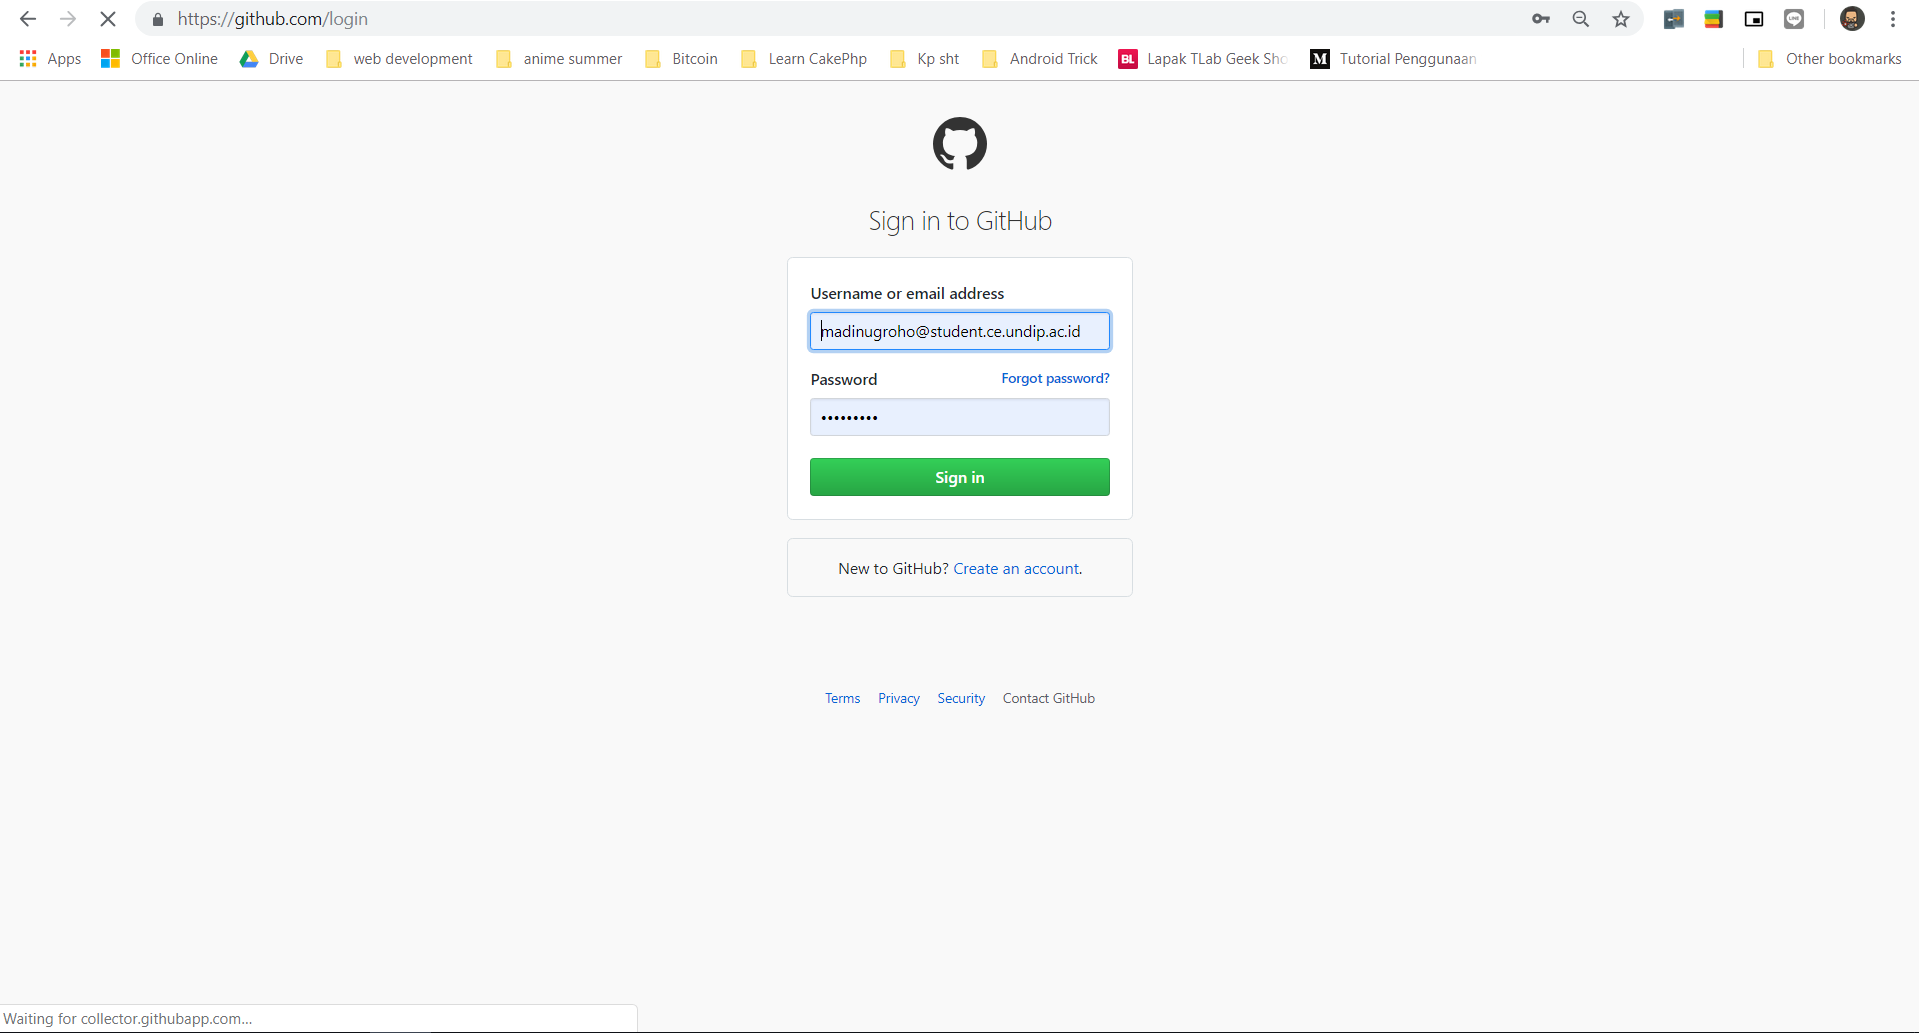 https://github.com/login
Apps Office Online Drive web development anime summer Bitcoin Learn CakePhp Kp sht Android Trick BL Lapak TLab Geek Sho M Tutorial Penggunaan Other bookmarks
Sign in to GitHub
Username or email address
madinugroho@student.ce.undip.ac.id
Password Forgot password?
•••••••••
Sign in
New to GitHub? Create an account.
Terms Privacy Security Contact GitHub
Waiting for collector.githubapp.com...